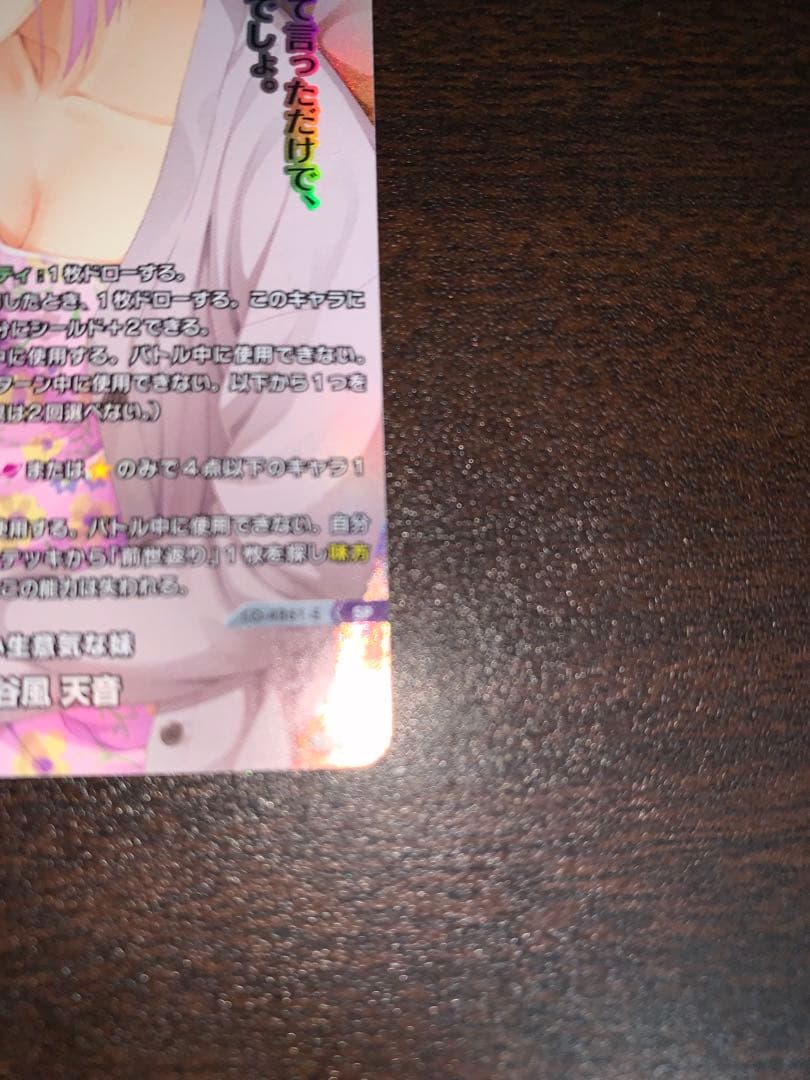 て言っただけで、
でしょ。
ティ:1枚ドローする。
したとき、1枚ドローする。このキャラに
分にシールド+2できる。
中に使用する。バトル中に使用できない。
ターン中に使用できない。以下から1つを
は2回選べない。)
または のみで4点以下のキャラ1
使用する。バトル中に使用できない。自分
デッキから「前世返り」1枚を探し味方
この能力は失われる。
SP
生意気な妹
谷風 天音